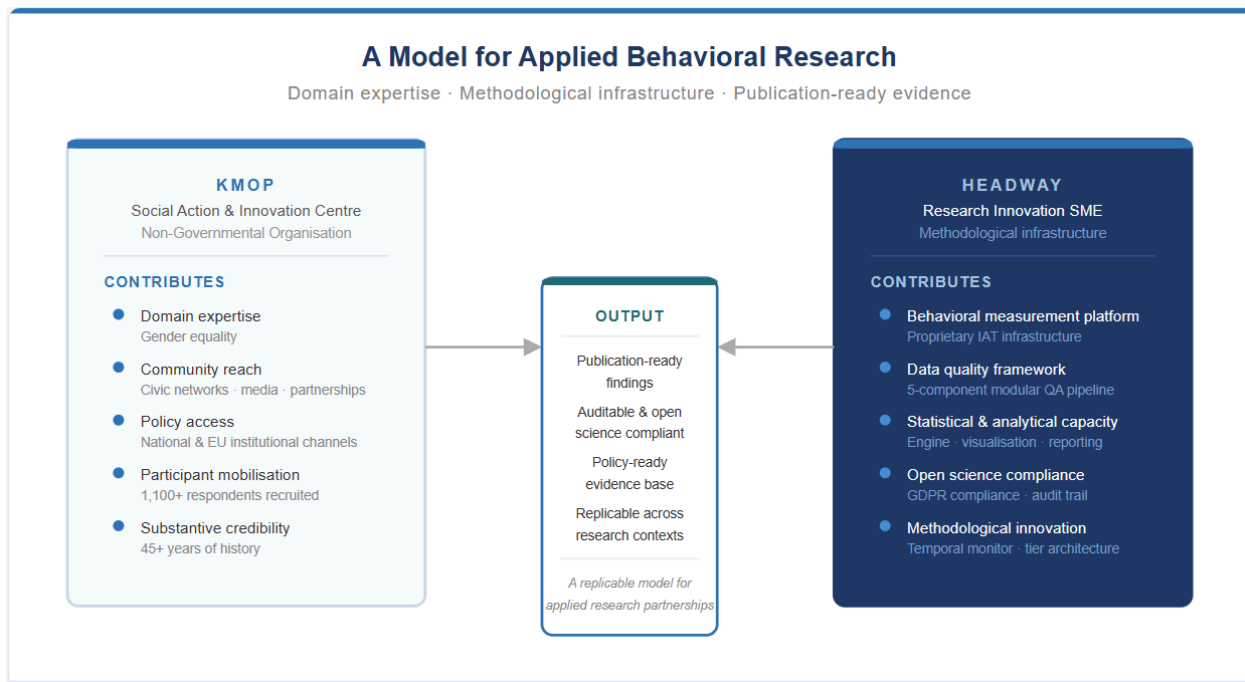 A Model for Applied Behavioral Research
Domain expertise · Methodological infrastructure · Publication-ready evidence
KMOP
Social Action & Innovation Centre
Non-Governmental Organisation
CONTRIBUTES
Domain expertise
Gender equality
Community reach
Civic networks · media · partnerships
Policy access
National & EU institutional channels
Participant mobilisation
1,100+ respondents recruited
Substantive credibility
45+ years of history
OUTPUT
Publication-ready
findings
Auditable & open
science compliant
Policy-ready
evidence base
Replicable across
research contexts
A replicable model for
applied research partnerships
HEADWAY
Research Innovation SME
Methodological infrastructure
CONTRIBUTES
Behavioral measurement platform
Proprietary IAT infrastructure
Data quality framework
5-component modular QA pipeline
Statistical & analytical capacity
Engine · visualisation · reporting
Open science compliance
GDPR compliance · audit trail
Methodological innovation
Temporal monitor · tier architecture